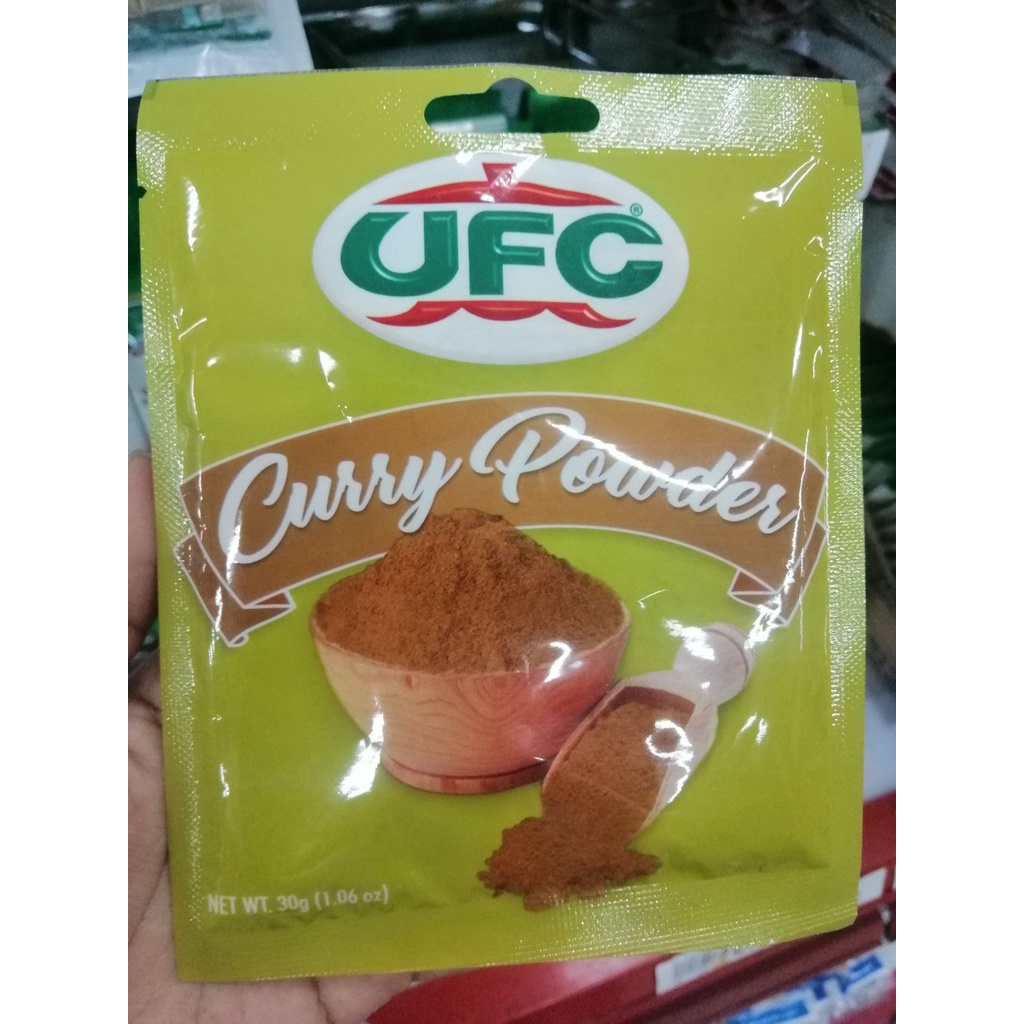 UFC®
Curry Powder
NET WT. 30g (1.06 oz)